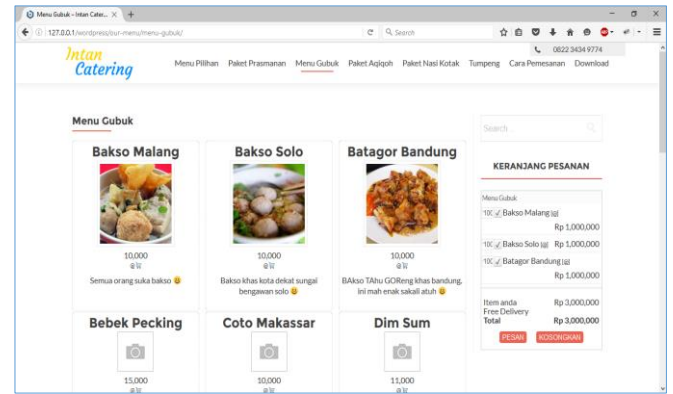 Menu Gubuk – Intan Cater...
127.0.0.1/wordpress/our-menu/menu-gubuk/
Search
0822 3434 9774
Intan
Catering
Menu Pilihan Paket Prasmanan Menu Gubuk Paket Aqiqoh Paket Nasi Kotak Tumpeng Cara Pemesanan Download
Menu Gubuk
Search ...
Bakso Malang
Bakso Solo
Batagor Bandung
10,000
10,000
10,000
Semua orang suka bakso
Bakso khas kota dekat sungai
bengawan solo
BAkso TAhu GOReng khas bandung.
ini mah enak sakali atuh
Bebek Pecking
Coto Makassar
Dim Sum
15,000
10,000
11,000
KERANJANG PESANAN
Menu Gubuk
Bakso Malang
Rp 1,000,000
Bakso Solo Rp 1,000,000
Batagor Bandung
Rp 1,000,000
Item anda Rp 3,000,000
Free Delivery
Total Rp 3,000,000
PESAN KOSONGKAN